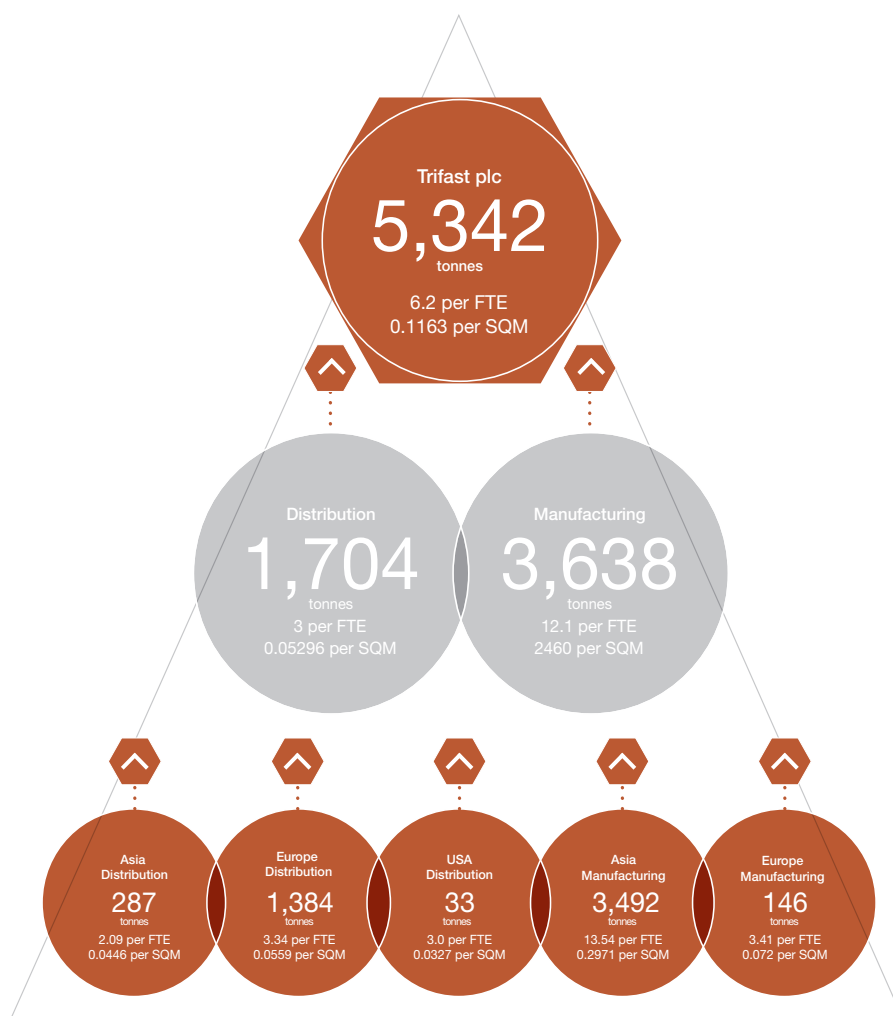 Trifast plc
5,342
tonnes
6.2 per FTE
0.1163 per SQM
Distribution
1,704
tonnes
3 per FTE
0.05296 per SQM
Manufacturing
3,638
tonnes
12.1 per FTE
2460 per SQM
Asia
Distribution
287
tonnes
2.09 per FTE
0.0446 per SQM
Europe
Distribution
1,384
tonnes
3.34 per FTE
0.0559 per SQM
USA
Distribution
33
tonnes
3.0 per FTE
0.0327 per SQM
Asia
Manufacturing
3,492
tonnes
13.54 per FTE
0.2971 per SQM
Europe
Manufacturing
146
tonnes
3.41 per FTE
0.072 per SQM